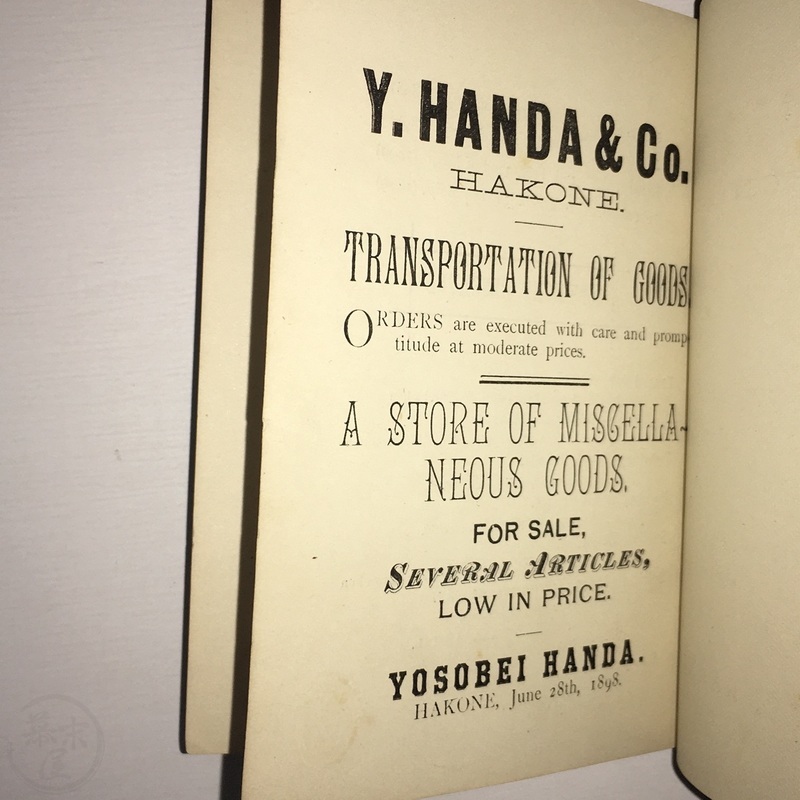 Y. HANDA & Co.
HAKONE.
TRANSPORTATION OF GOODS
ORDERS are executed with care and promp-
titude at moderate prices.
A STORE OF MISCELLA-
NEOUS GOODS.
FOR SALE,
SEVERAL ARTICLES,
LOW IN PRICE.
YOSOBEI HANDA.
HAKONE, June 28th, 1898.